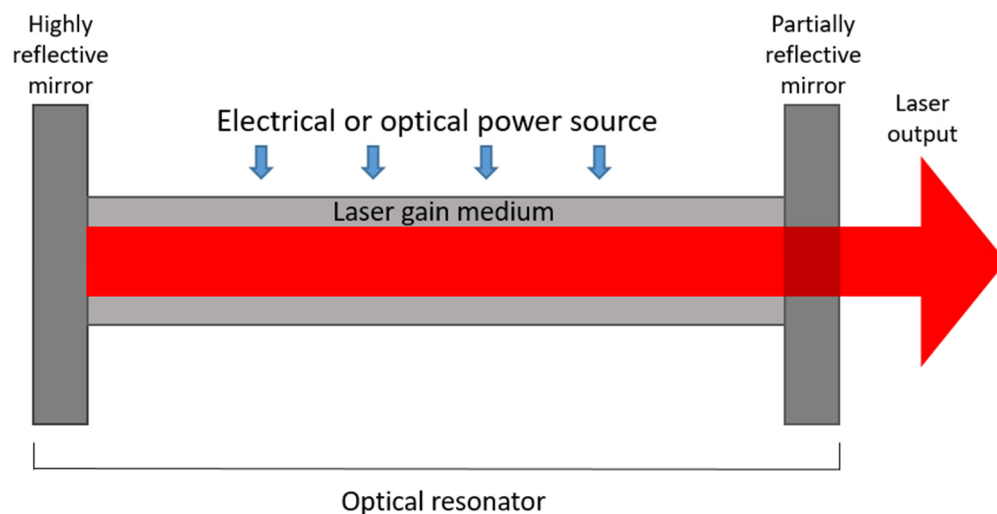 Highly
reflective
mirror
Partially
reflective
mirror
Laser
output
Electrical or optical power source
Laser gain medium
Optical resonator